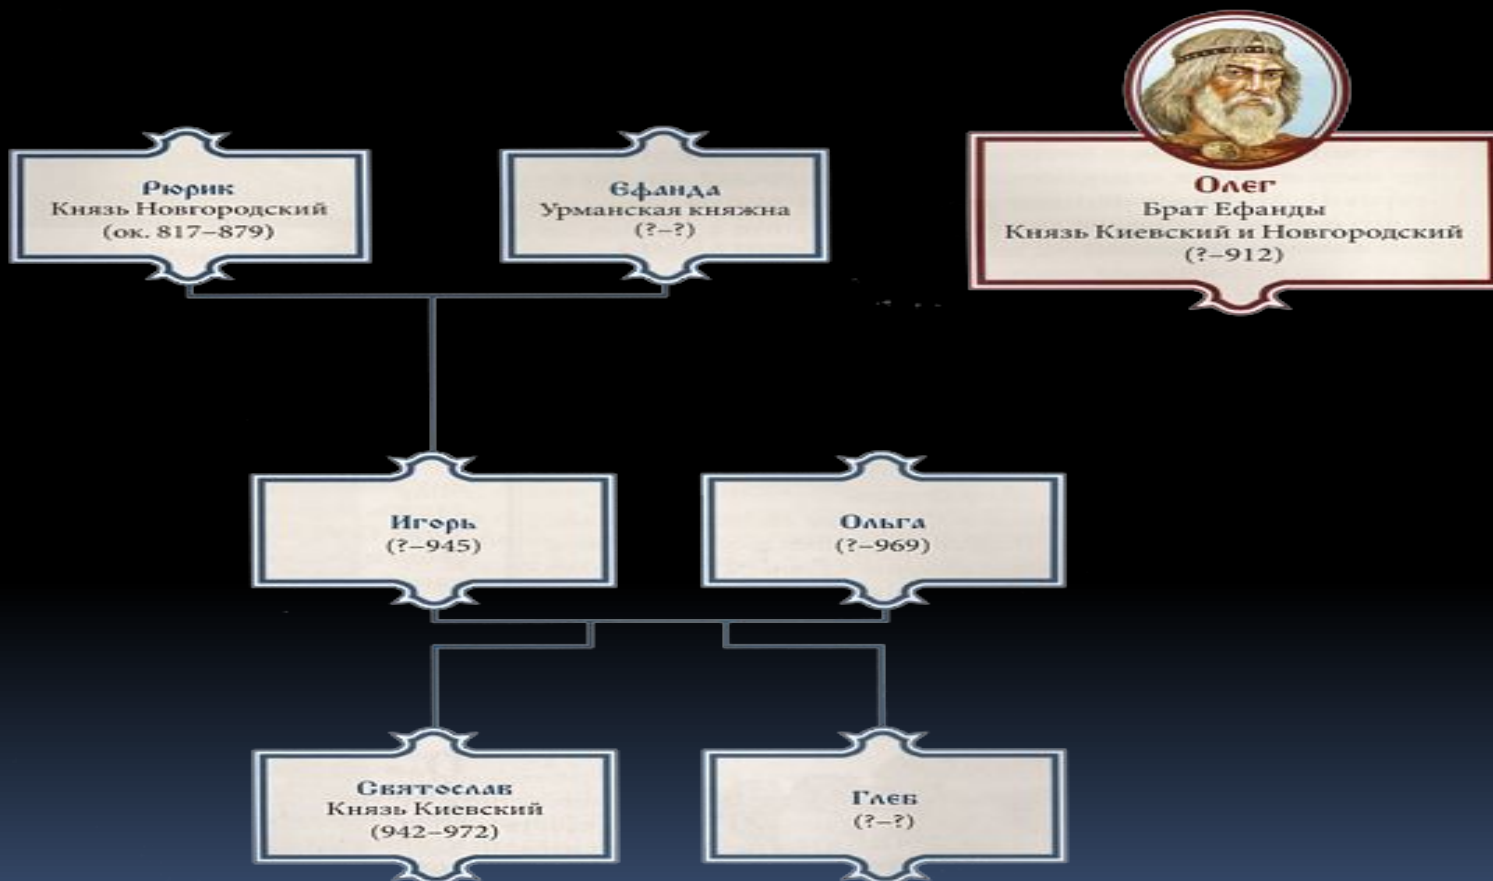 Рюрик
Князь Новгородский
(ок. 817–879)
Ефанда
Урманская княжна
(?–?)
Олег
Брат Ефанды
Князь Киевский и Новгородский
(?–912)
Игорь
(?–945)
Ольга
(?–969)
Святослав
Князь Киевский
(942–972)
Глеб
(?–?)